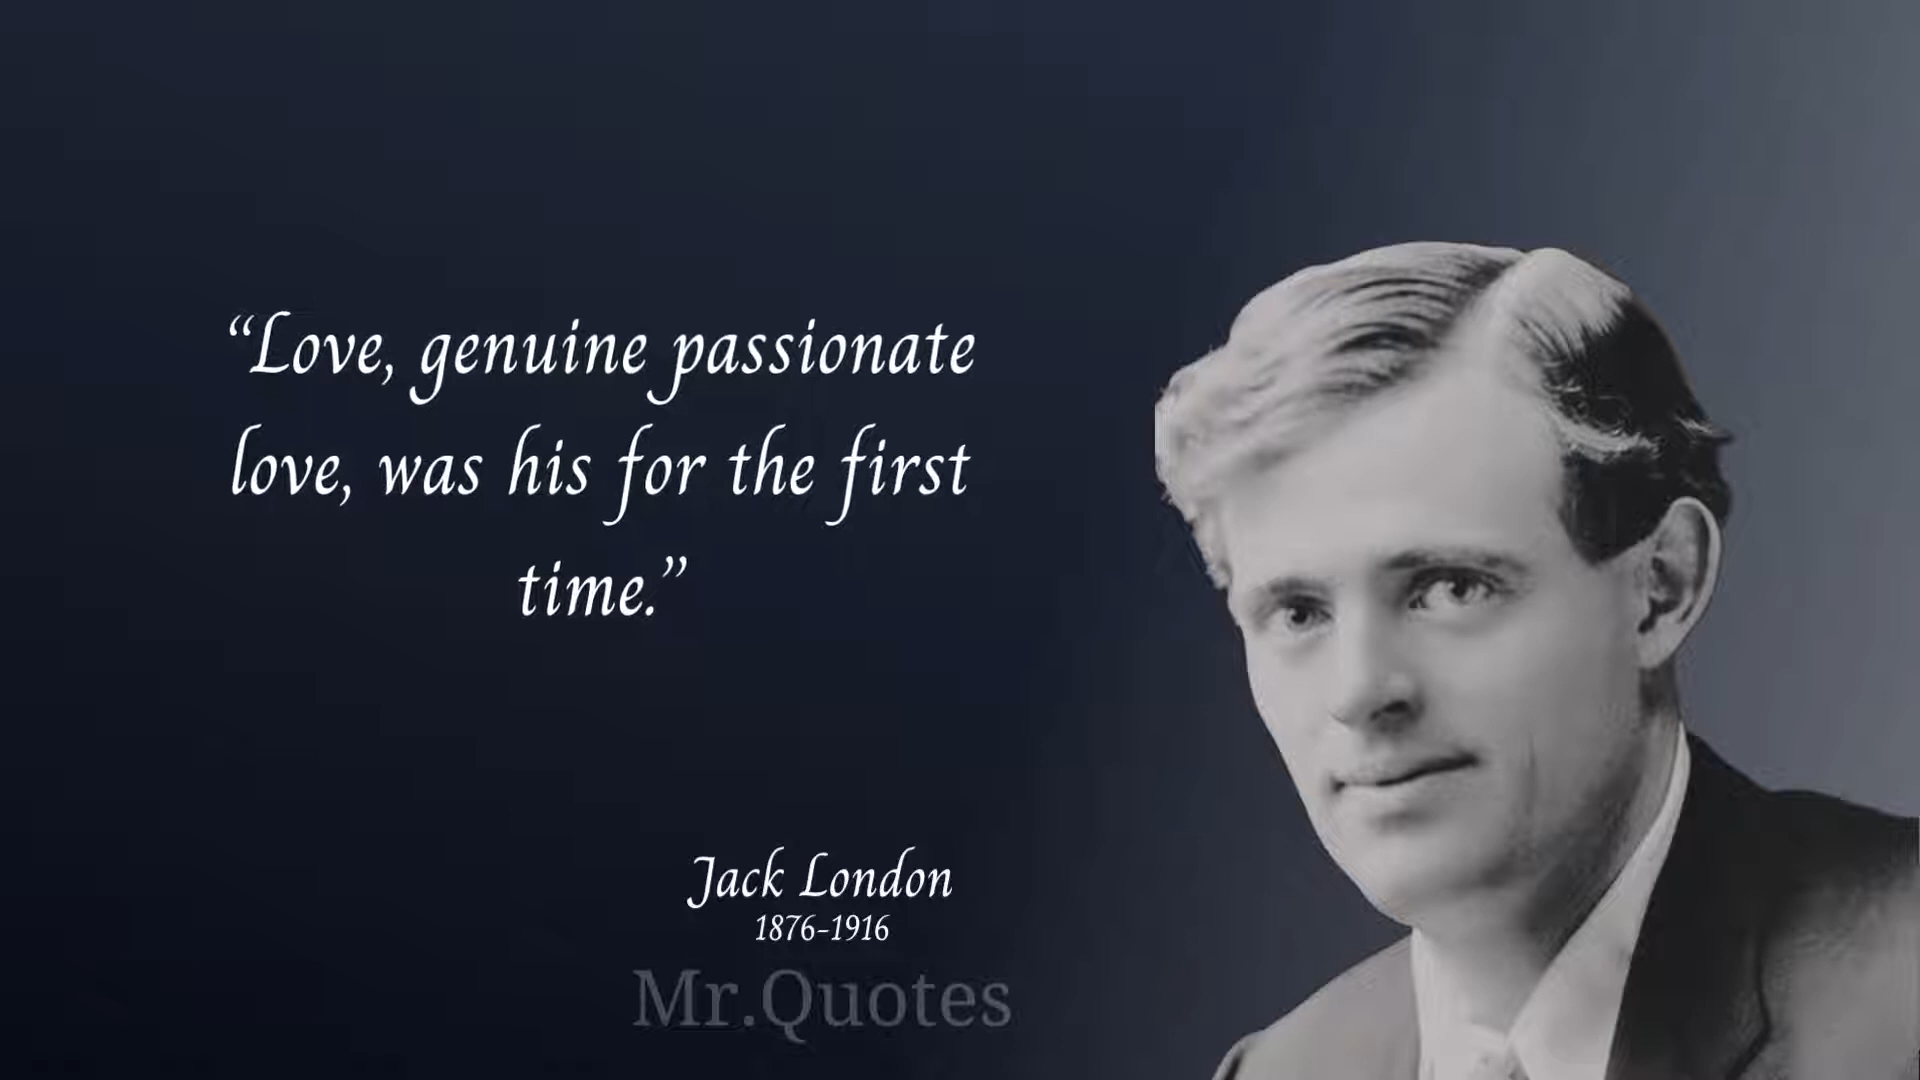 “Love, genuine passionate
love, was his for the first
time.”
Jack London
1876-1916
Mr.Quotes